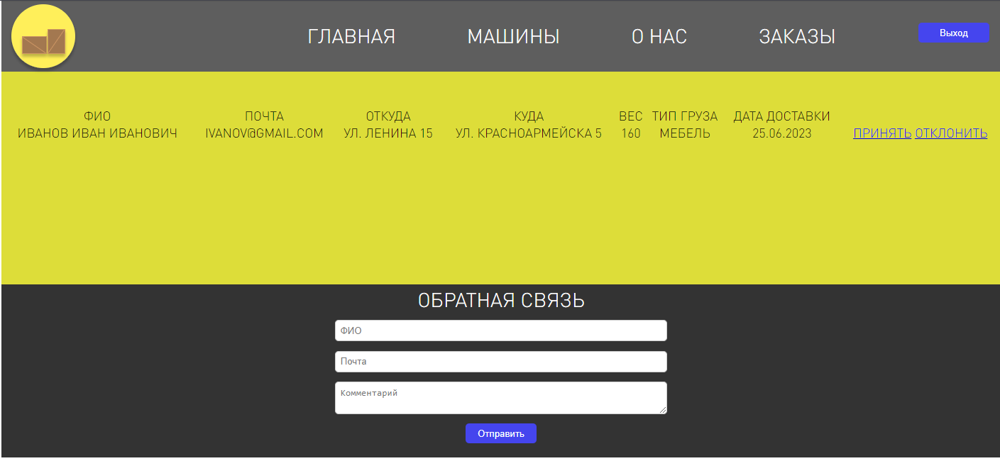 ГЛАВНАЯ МАШИНЫ О НАС ЗАКАЗЫ Выход
ФИО ПОЧТА ОТКУДА КУДА ВЕС ТИП ГРУЗА ДАТА ДОСТАВКИ
ИВАНОВ ИВАН ИВАНОВИЧ IVANOV@GMAIL.COM УЛ. ЛЕНИНА 15 УЛ. КРАСНОАРМЕЙСКА 5 160 МЕБЕЛЬ 25.06.2023 ПРИНЯТЬ ОТКЛОНИТЬ
ОБРАТНАЯ СВЯЗЬ
ФИО
Почта
Комментарий
Отправить